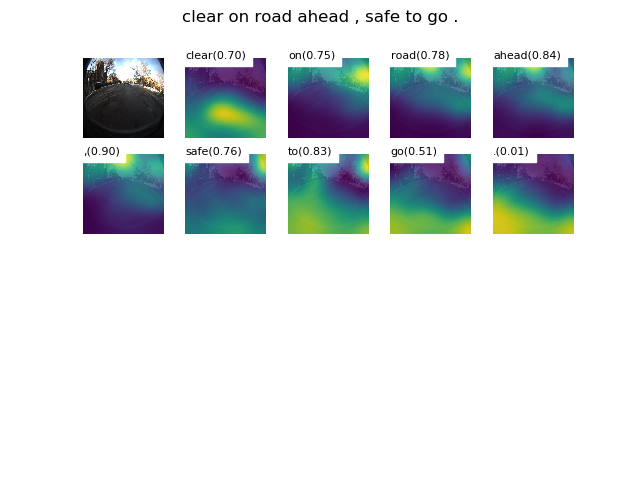 clear on road ahead , safe to go .
clear(0.70) on(0.75) road(0.78) ahead(0.84)
,(0.90) safe(0.76) to(0.83) go(0.51) .(0.01)